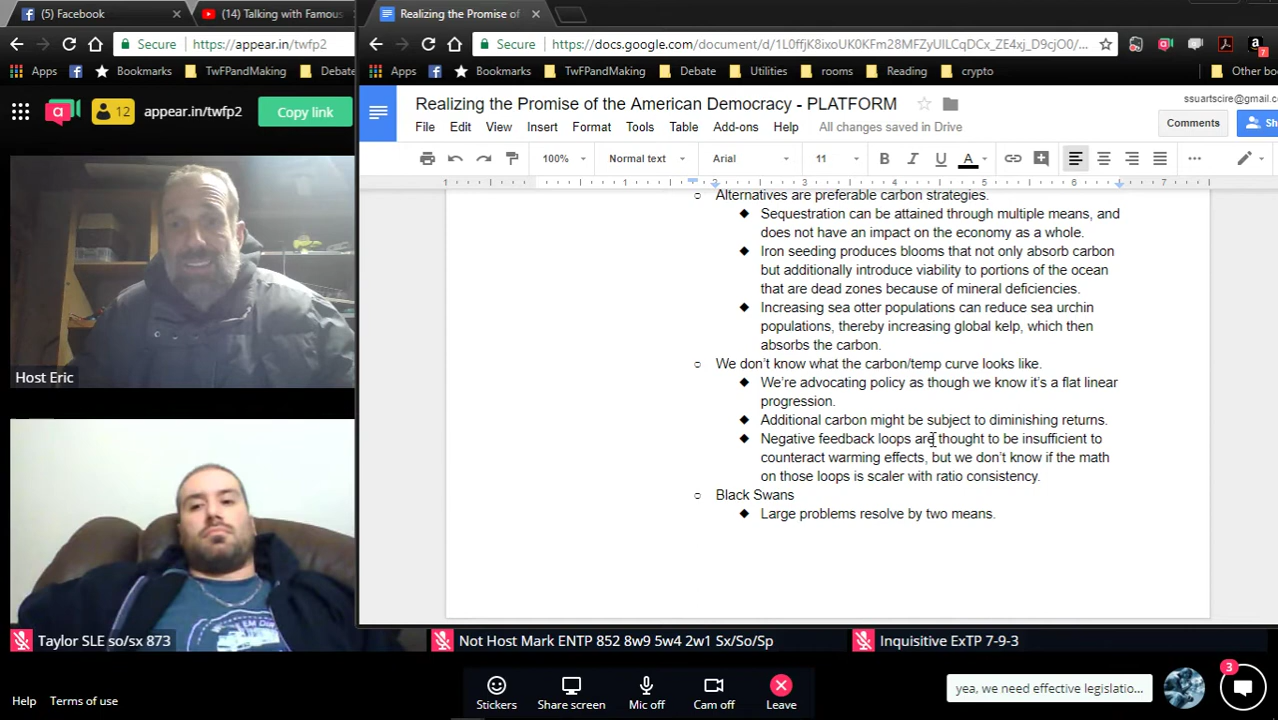 (5) Facebook
(14) Talking with Famous
Realizing the Promise of
Secure
https://appear.in/twfp2
Secure
https://docs.google.com/document/d/1L0ffjK8ixoUK0KFm28MFZyUILCqDCx_ZE4xj_D9cjO0/...
Apps
Bookmarks
TwFPandMaking
Debate
Apps
Bookmarks
TwFPandMaking
Debate
Utilities
rooms
Reading
crypto
Other boo
12
appear.in/twfp2
Copy link
Realizing the Promise of the American Democracy - PLATFORM
ssuartscire@gmail.c
File Edit View Insert Format Tools Table Add-ons Help All changes saved in Drive
Comments
Sh
100%
Normal text
Arial
11
B I U A
1 1 2 3 4 5 6 7
Alternatives are preferable carbon strategies.
Sequestration can be attained through multiple means, and
does not have an impact on the economy as a whole.
Iron seeding produces blooms that not only absorb carbon
but additionally introduce viability to portions of the ocean
that are dead zones because of mineral deficiencies.
Increasing sea otter populations can reduce sea urchin
populations, thereby increasing global kelp, which then
absorbs the carbon.
We don't know what the carbon/temp curve looks like.
We're advocating policy as though we know it's a flat linear
progression.
Additional carbon might be subject to diminishing returns.
Negative feedback loops are thought to be insufficient to
counteract warming effects, but we don't know if the math
on those loops is scaler with ratio consistency.
Black Swans
Large problems resolve by two means.
Host Eric
Taylor SLE so/sx 873
Not Host Mark ENTP 852 8w9 5w4 2w1 Sx/So/Sp
Inquisitive ExTP 7-9-3
Help
Terms of use
Stickers
Share screen
Mic off
Cam off
Leave
yea, we need effective legislatio...
3